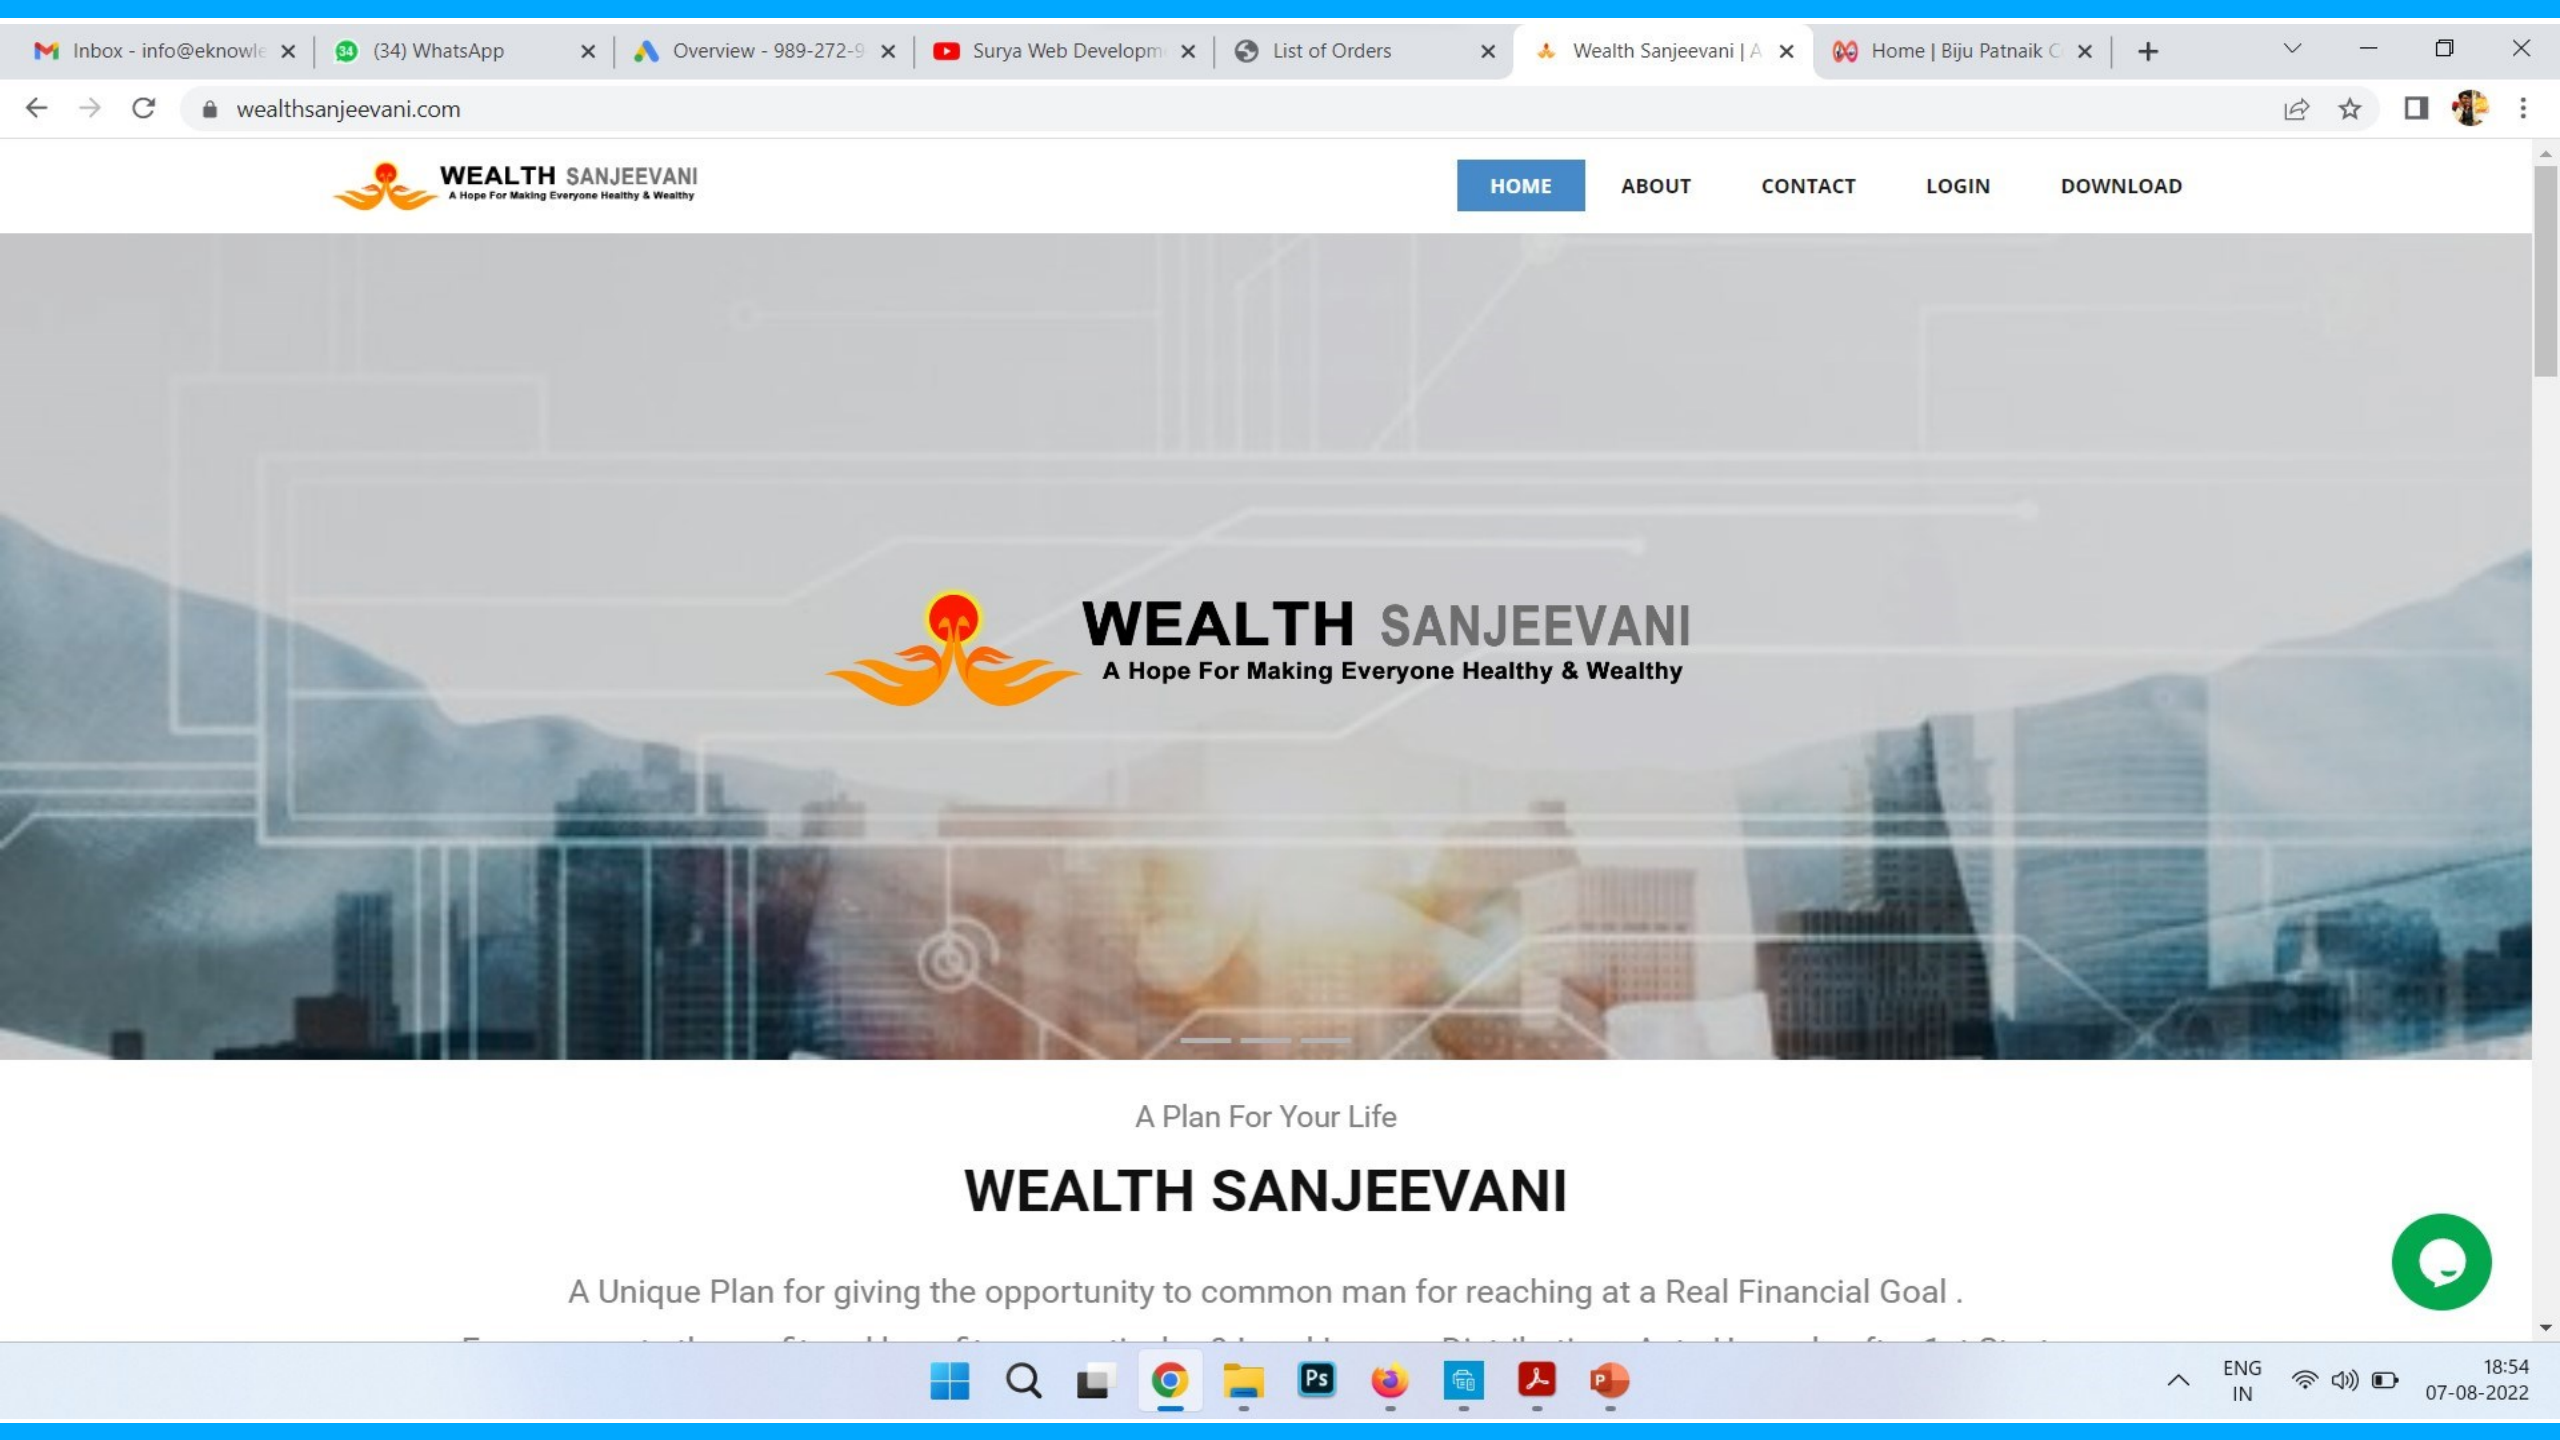 Inbox - info@eknowle
34 (34) WhatsApp
Overview - 989-272-9
Surya Web Developm
List of Orders
Wealth Sanjeevani | A
Home | Biju Patnaik C
wealthsanjeevani.com
WEALTH SANJEEVANI
A Hope For Making Everyone Healthy & Wealthy
HOME ABOUT CONTACT LOGIN DOWNLOAD
WEALTH SANJEEVANI
A Hope For Making Everyone Healthy & Wealthy
A Plan For Your Life
WEALTH SANJEEVANI
A Unique Plan for giving the opportunity to common man for reaching at a Real Financial Goal .
Ps
P
ENG
IN
18:54
07-08-2022